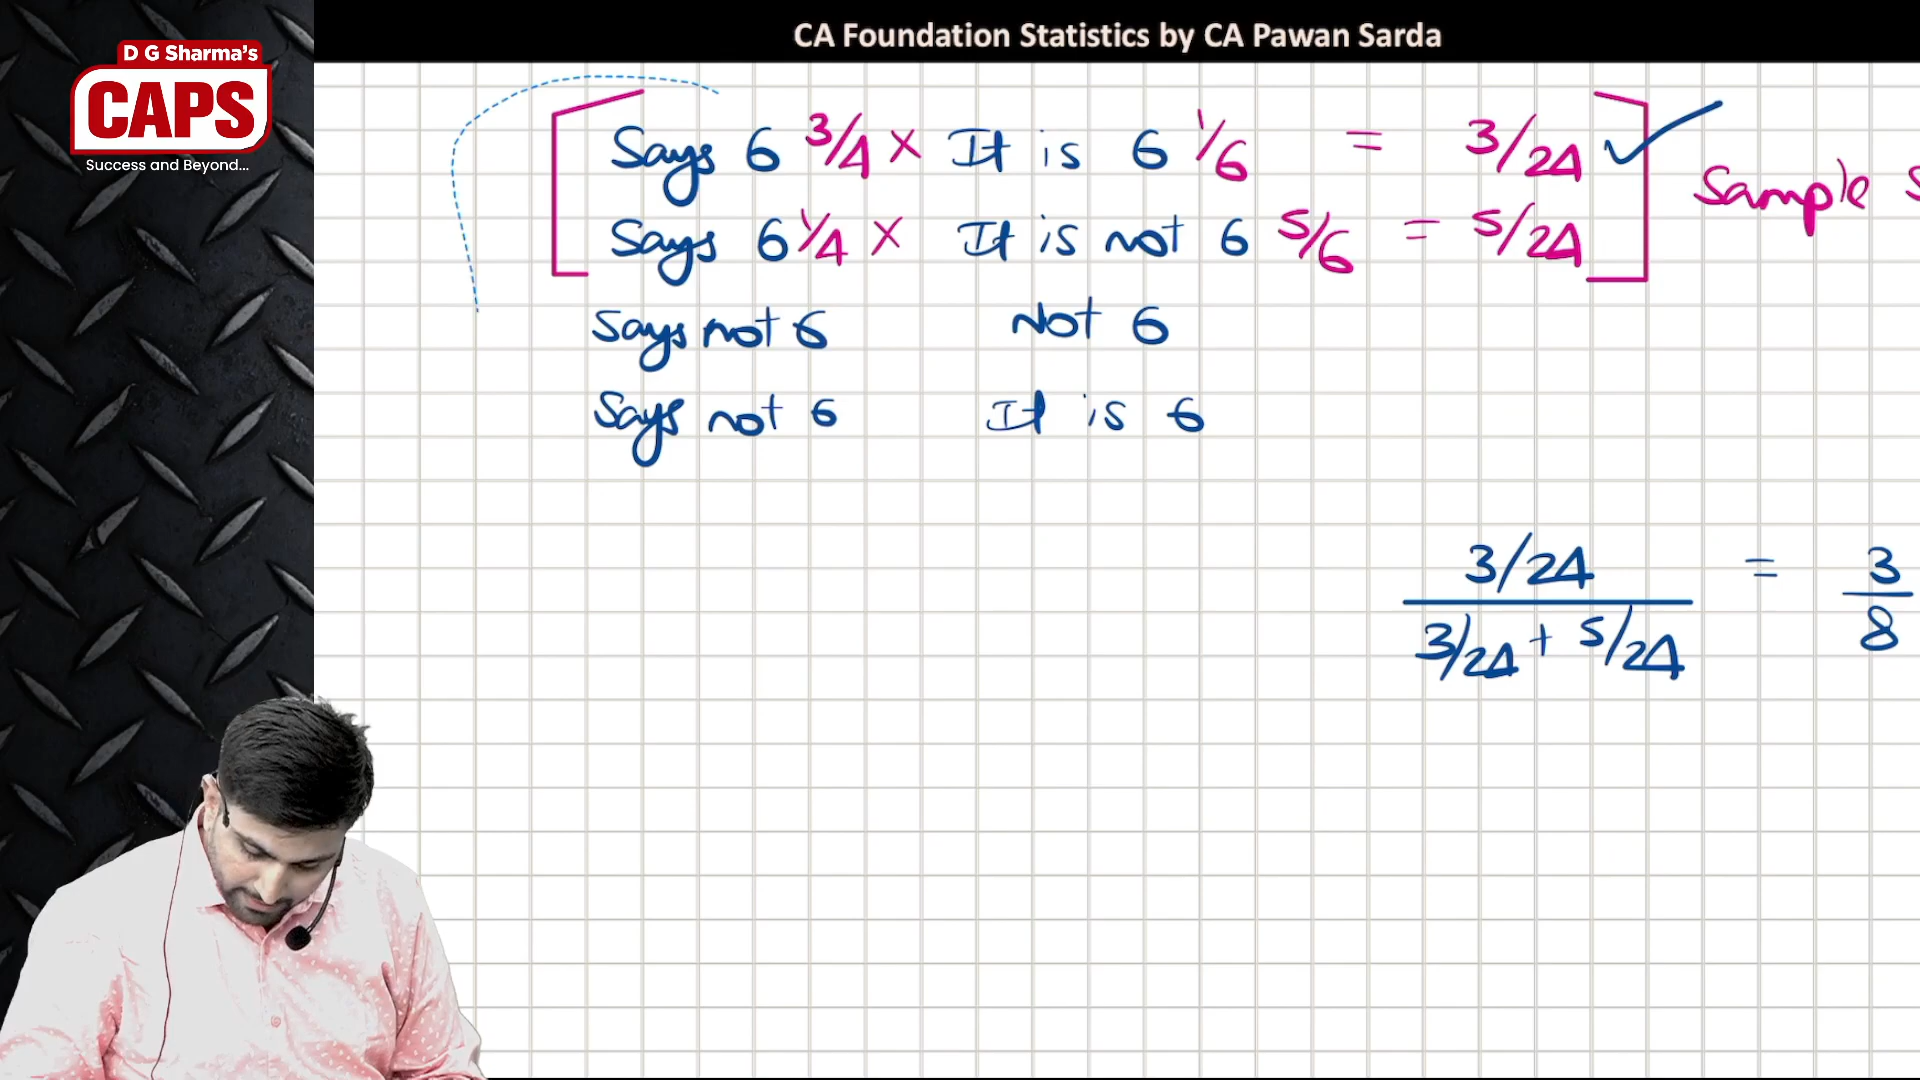 CA Foundation Statistics by CA Pawan Sarda
D G Sharma's
CAPS
Success and Beyond...
Says 6 3/4 × It is 6 1/6 = 3/24 ✓
Sample
Says 6 1/4 × It is not 6 5/6 = 5/24
Says not 6 Not 6
Says not 6 It is 6
3/24 = 3
3/24 + 5/24 8